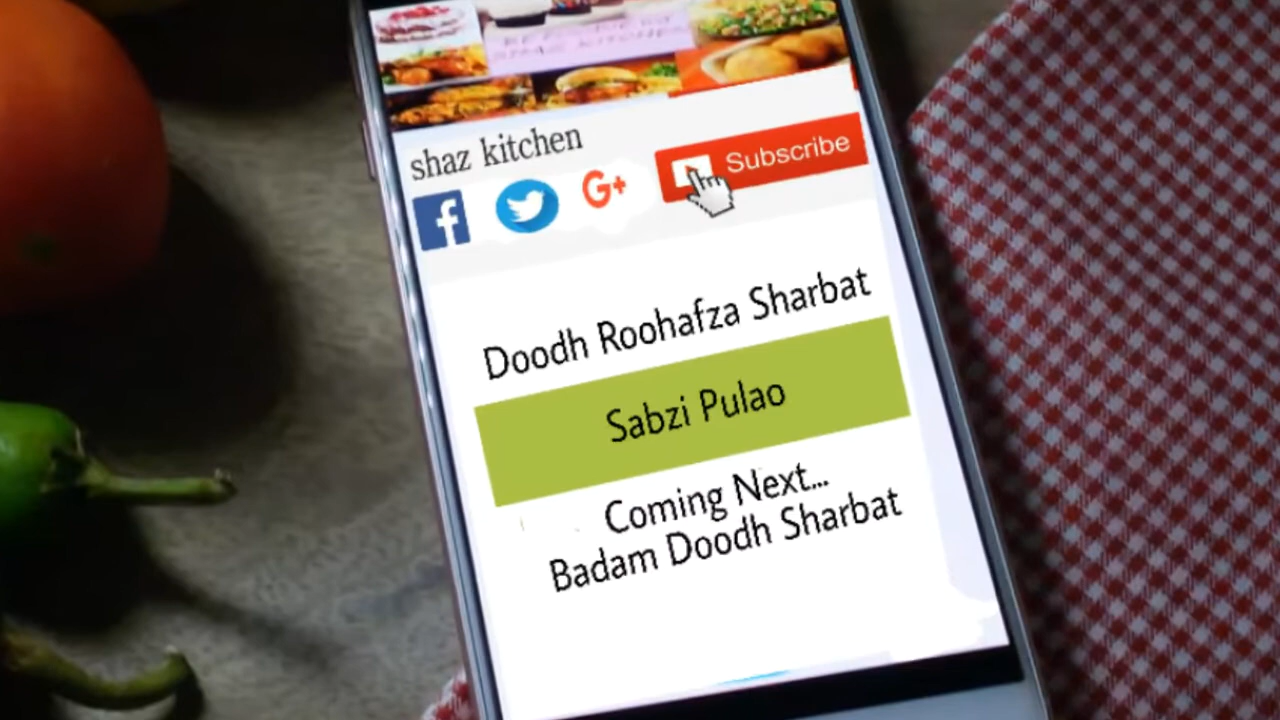 shaz kitchen
Subscribe
Doodh Roohafza Sharbat
Sabzi Pulao
Coming Next...
Badam Doodh Sharbat